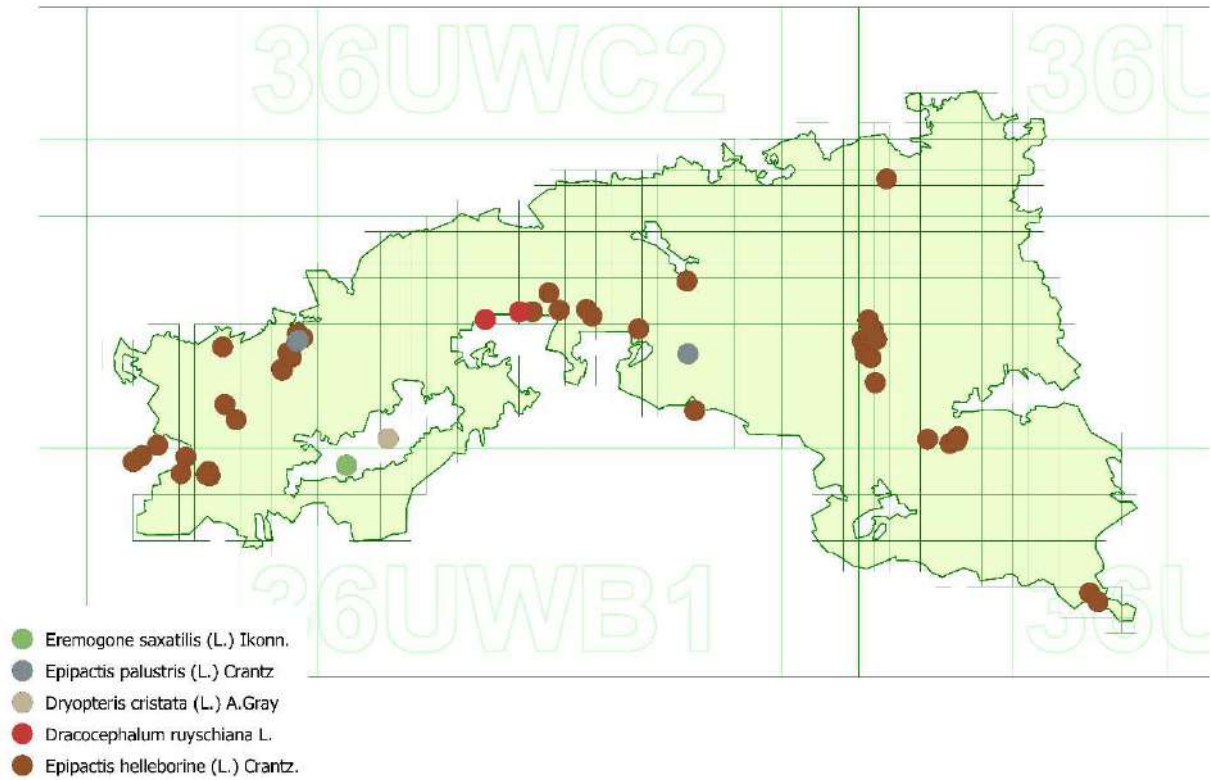 36UWC2
36U
36UWB1
36U
Eremogone saxatilis (L.) Ikonn.
Epipactis palustris (L.) Crantz
Dryopteris cristata (L.) A.Gray
Dracocephalum ruyschiana L.
Epipactis helleborine (L.) Crantz.